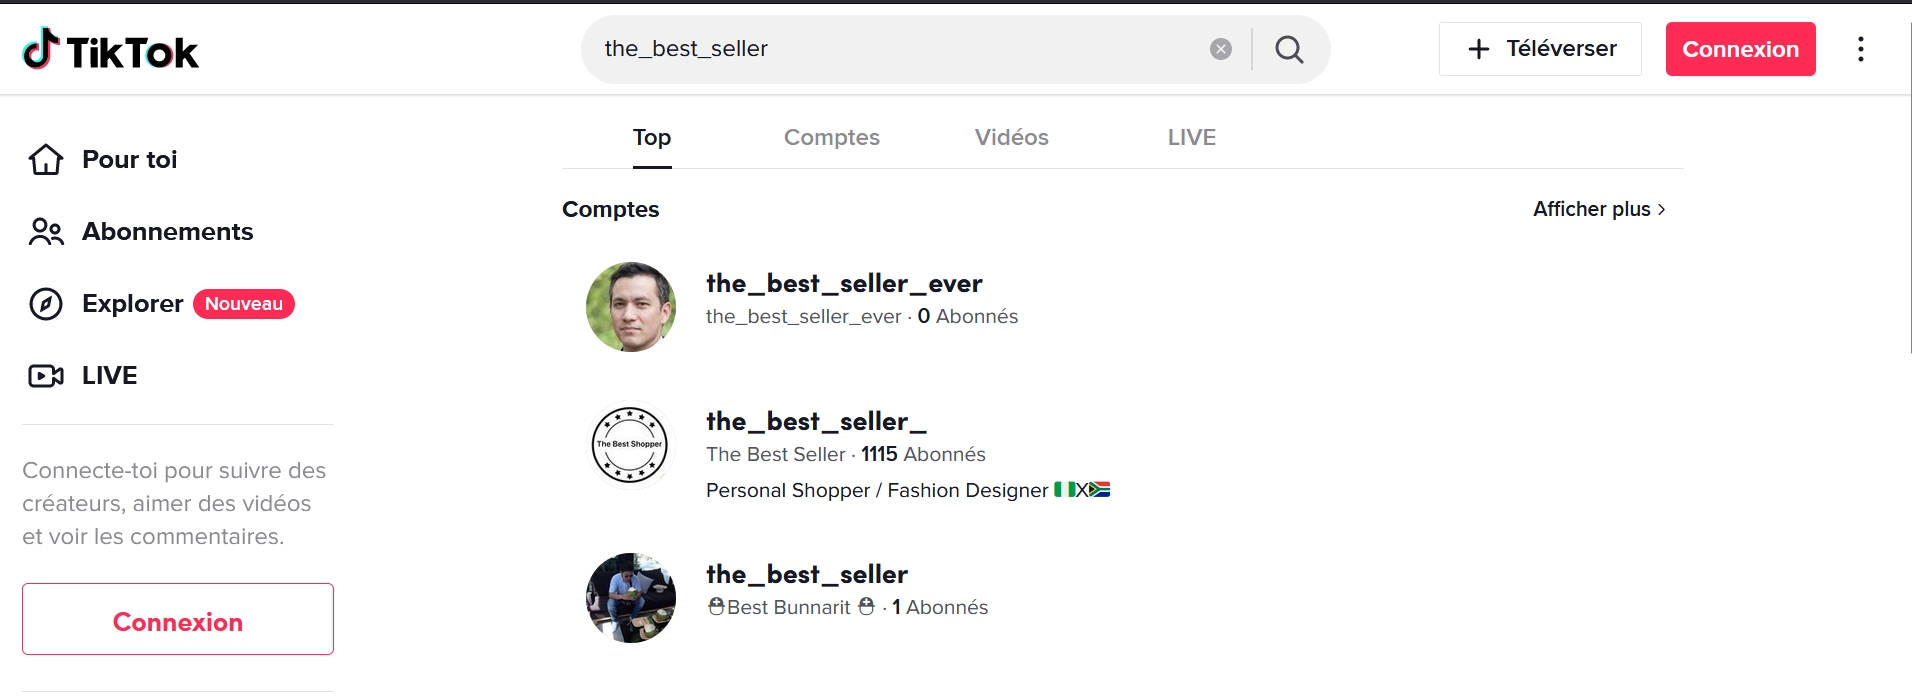 TikTok
the_best_seller
Téléverser
Connexion
Pour toi
Abonnements
Explorer Nouveau
LIVE
Connecte-toi pour suivre des
créateurs, aimer des vidéos
et voir les commentaires.
Connexion
Top Comptes Vidéos LIVE
Comptes
Afficher plus
the_best_seller_ever
the_best_seller_ever · 0 Abonnés
The Best Shopper
the_best_seller_
The Best Seller · 1115 Abonnés
Personal Shopper / Fashion Designer 🇳🇬X🇿🇦
the_best_seller
⛑Best Bunnarit ⛑ · 1 Abonnés